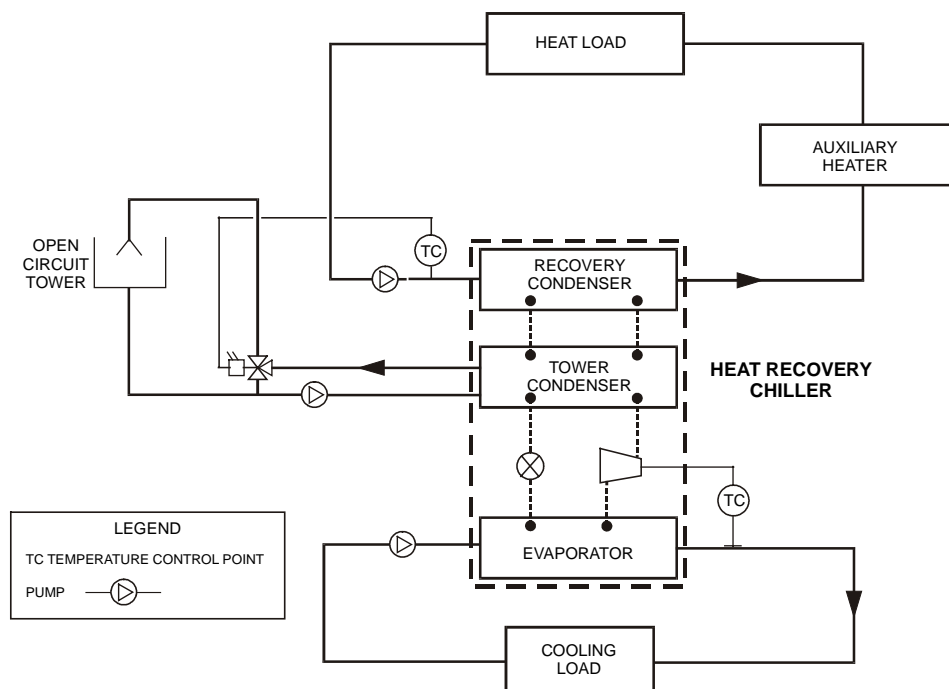 HEAT LOAD
AUXILIARY
HEATER
OPEN
CIRCUIT
TOWER
TC
RECOVERY
CONDENSER
TOWER
CONDENSER
HEAT RECOVERY
CHILLER
TC
EVAPORATOR
LEGEND
TC TEMPERATURE CONTROL POINT
PUMP
COOLING
LOAD